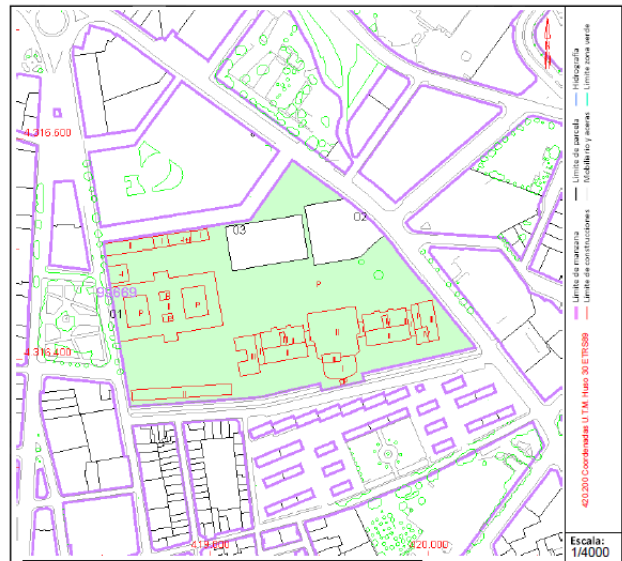 4.316.600
03
02
P
95669
01
P
P
II
4.316.400
II
419.800
420.000
Límite de manzana
Límite de construcciones
Límite de parcela
Mobiliario y aceras
Hidrografía
Límite zona verde
420.200 Coordenadas U.T.M. Huso 30 ETRS89
Escala:
1/4000